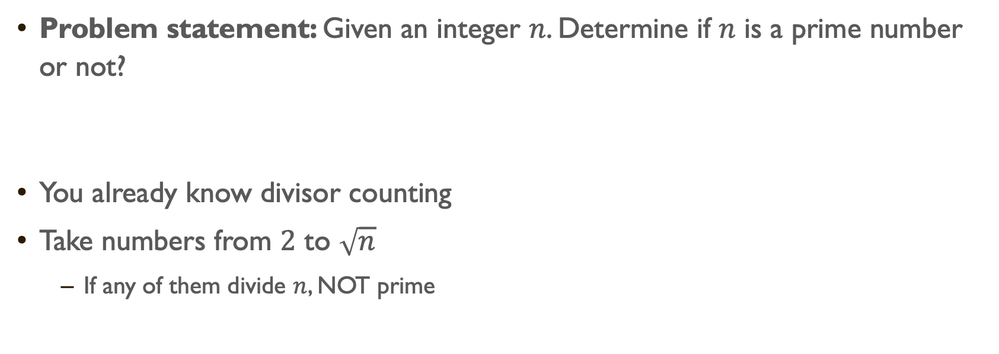 • Problem statement: Given an integer n. Determine if n is a prime number
or not?
• You already know divisor counting
• Take numbers from 2 to √n
– If any of them divide n, NOT prime